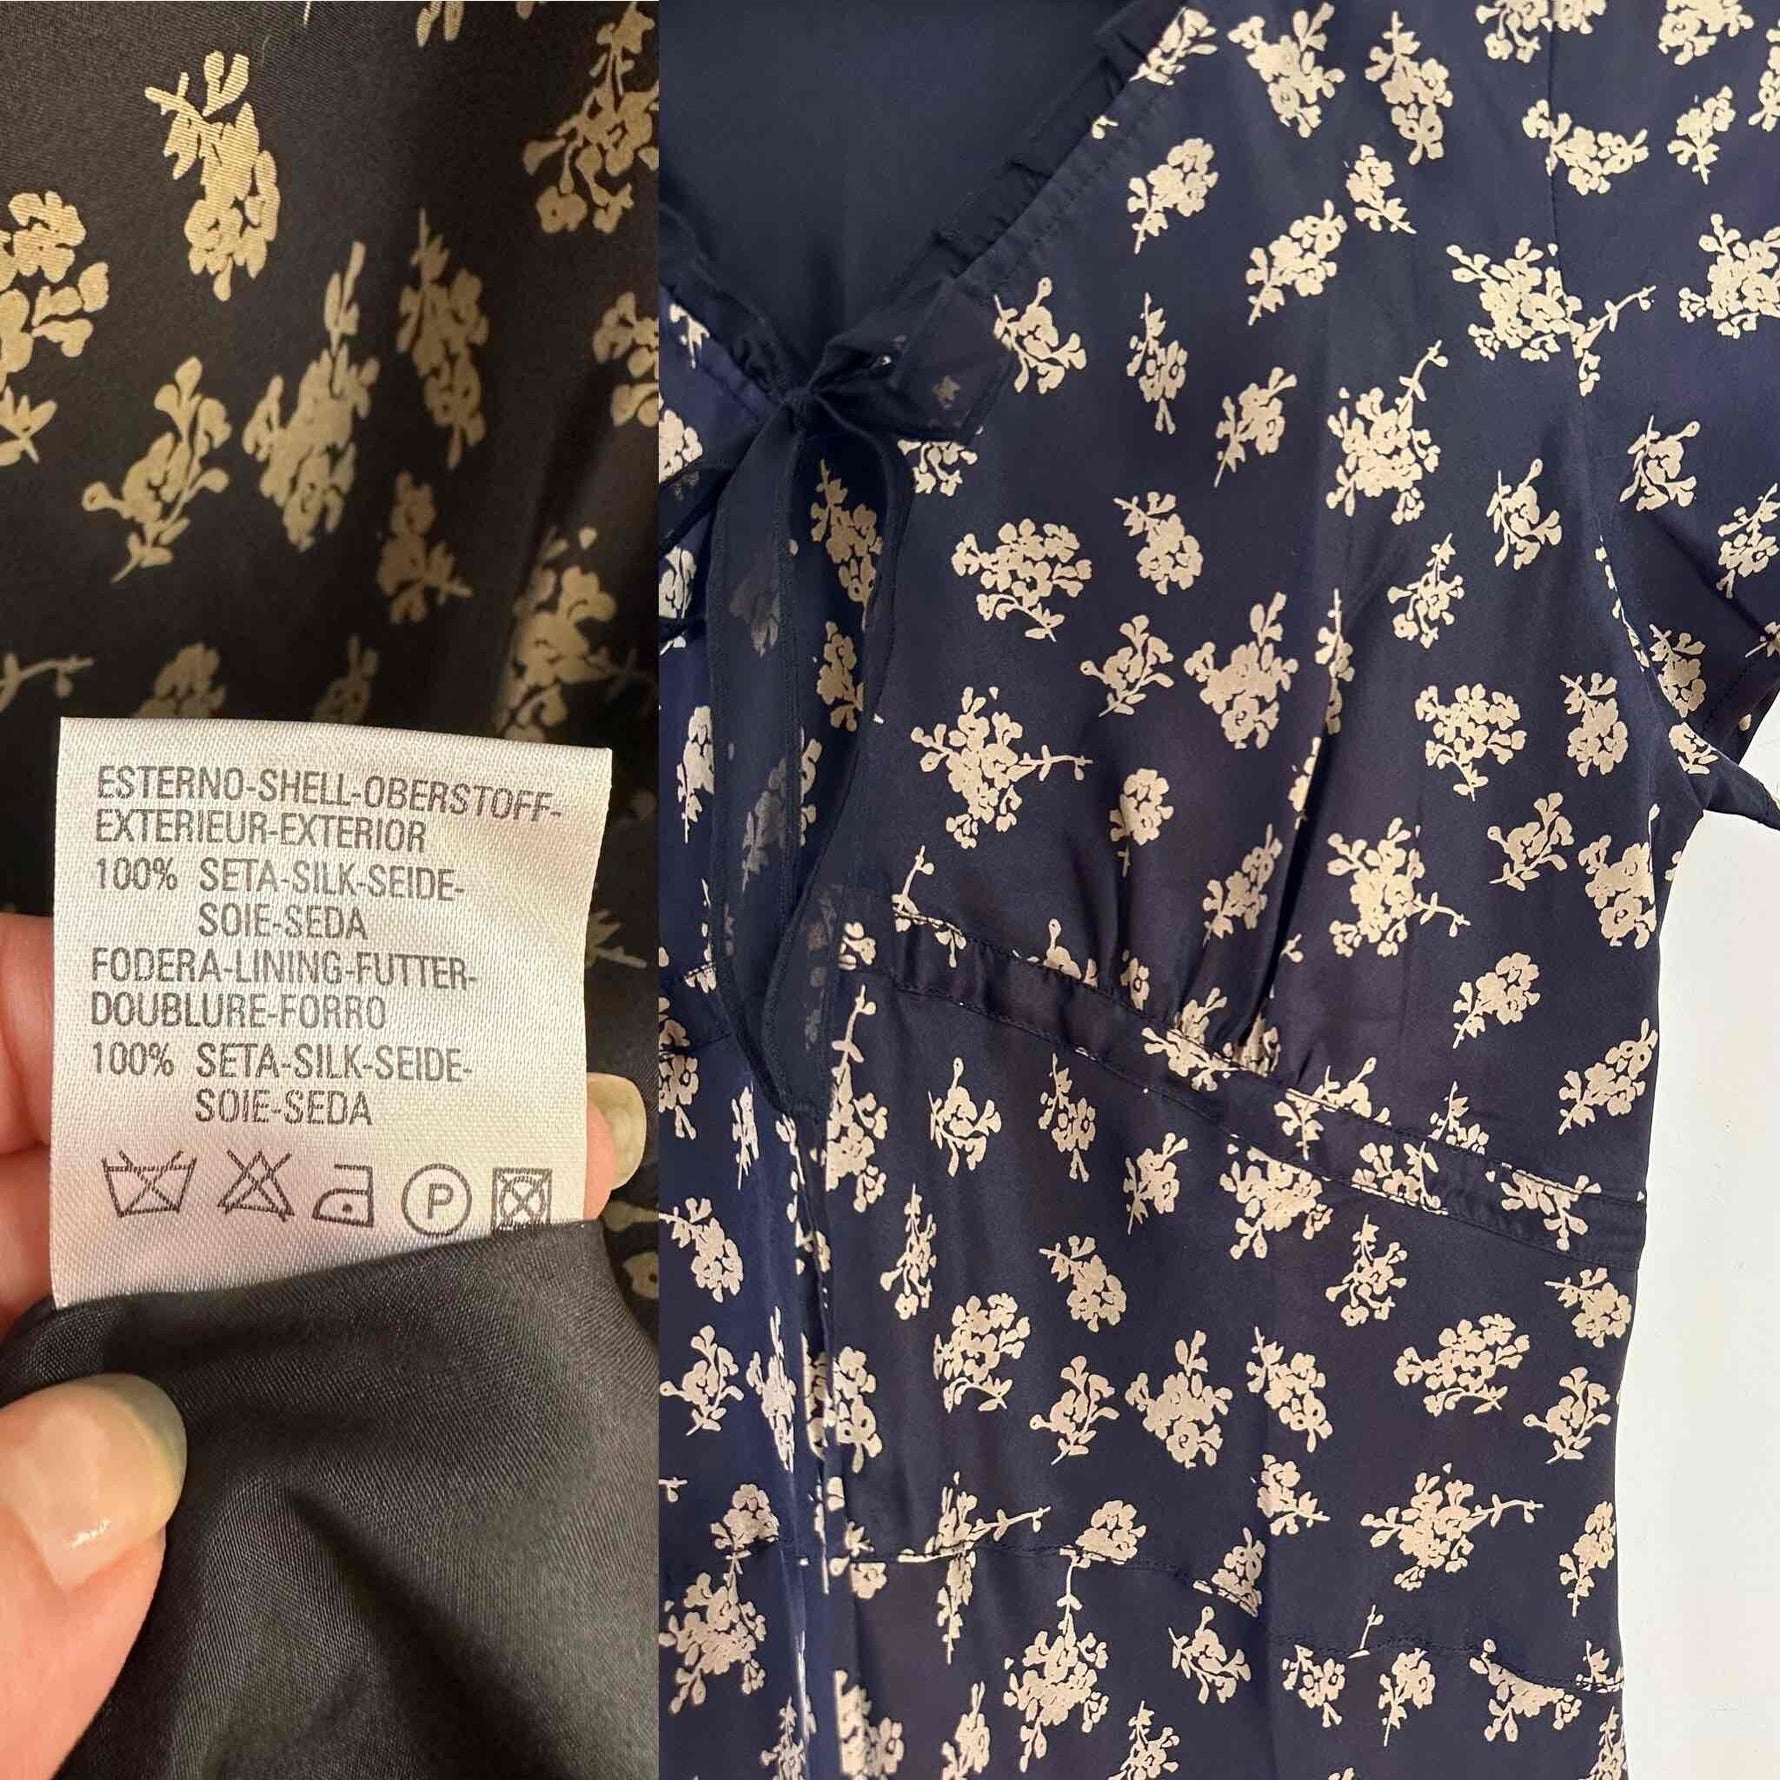 ESTERNO-SHELL-OBERSTOFF-
EXTERIEUR-EXTERIOR
100% SETA-SILK-SEIDE-
SOIE-SEDA
FODERA-LINING-FUTTER-
DOUBLURE-FORRO
100% SETA-SILK-SEIDE-
SOIE-SEDA
P